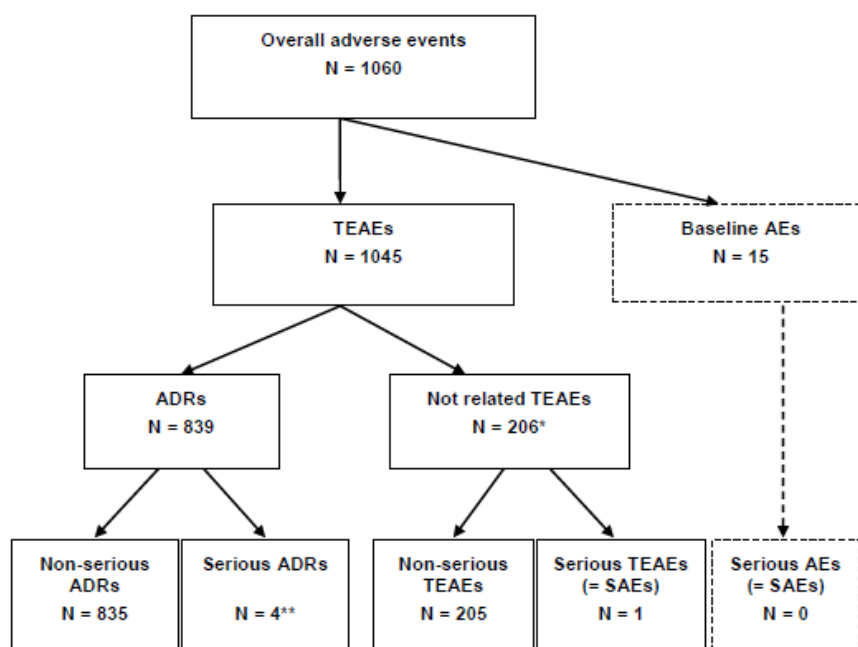 Overall adverse events
N = 1060
TEAEs
N = 1045
Baseline AEs
N = 15
ADRs
N = 839
Not related TEAEs
N = 206*
Non-serious
ADRs
N = 835
Serious ADRs
N = 4**
Non-serious
TEAEs
N = 205
Serious TEAEs
(= SAEs)
N = 1
Serious AEs
(= SAEs)
N = 0